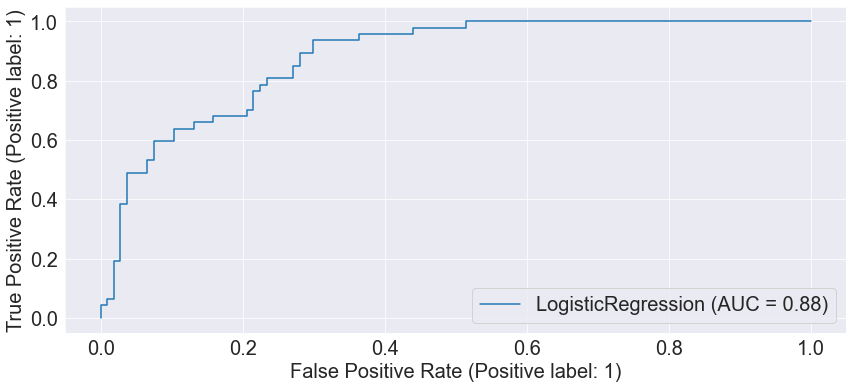 True Positive Rate (Positive label: 1)
1.0
0.8
0.6
0.4
0.2
0.0
LogisticRegression (AUC = 0.88)
0.0 0.2 0.4 0.6 0.8 1.0
False Positive Rate (Positive label: 1)